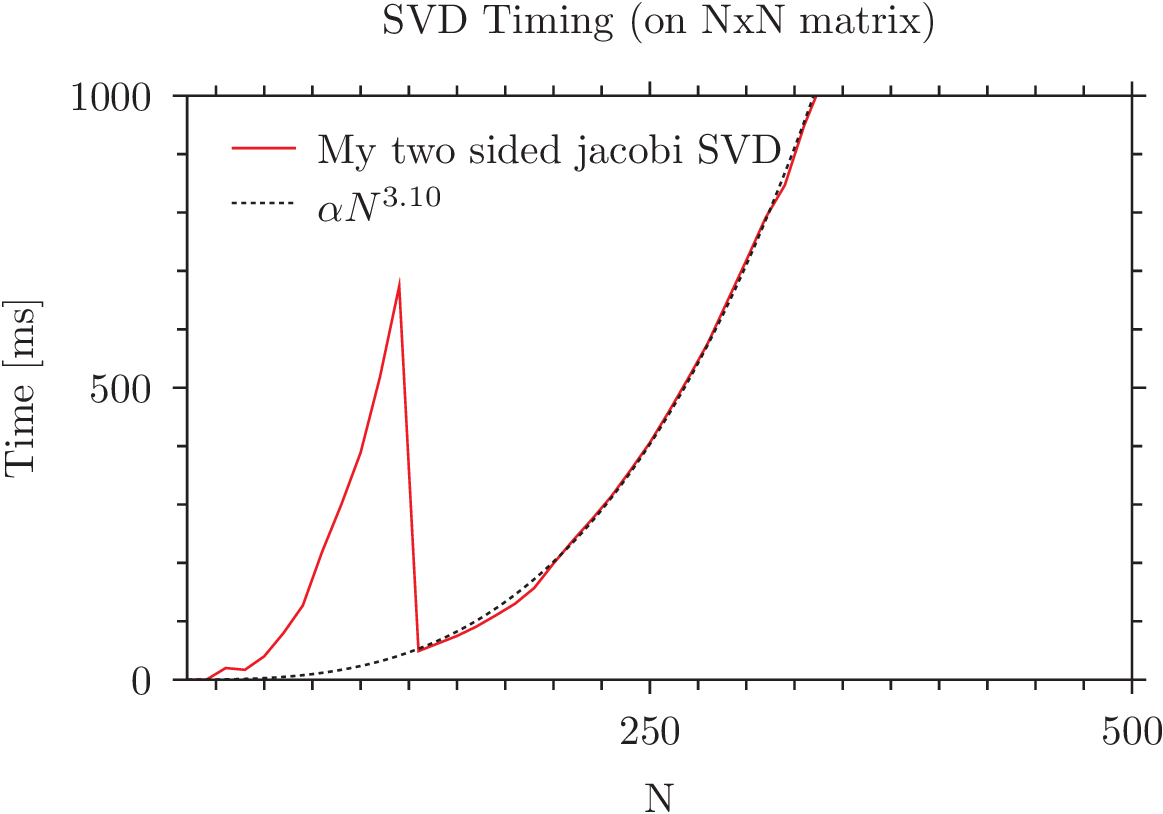 SVD Timing (on NxN matrix)
1000
My two sided jacobi SVD
αN^{3.10}
Time [ms]
500
0
250
500
N